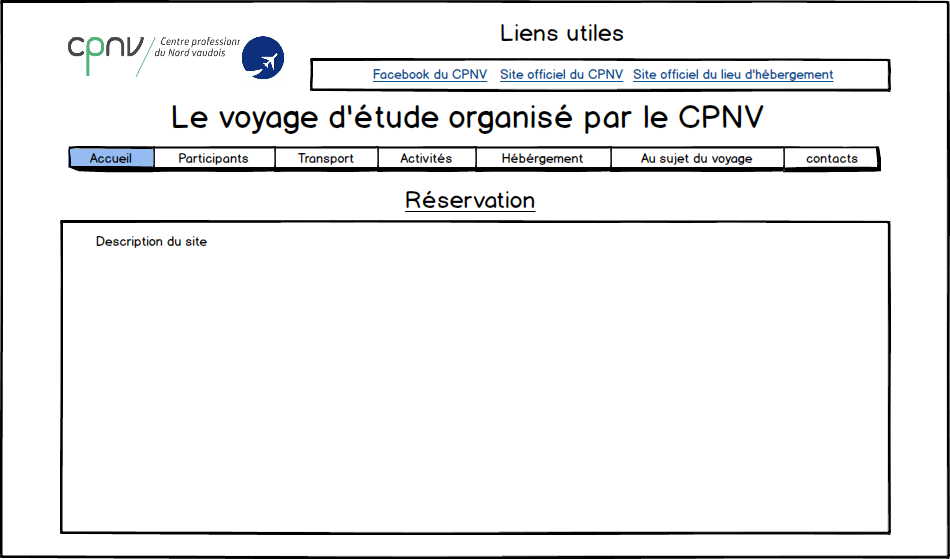 cpnv
Centre professionn
du Nord vaudois
Liens utiles
Facebook du CPNV Site officiel du CPNV Site officiel du lieu d'hébergement
Le voyage d'étude organisé par le CPNV
Accueil Participants Transport Activités Hébérgement Au sujet du voyage contacts
Réservation
Description du site